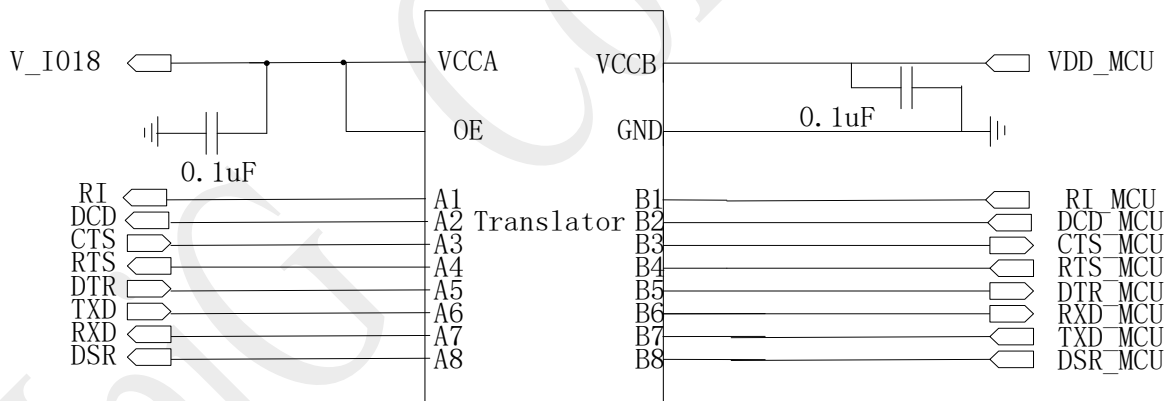 V_IO18 VCCA VCCB VDD_MCU
OE GND 0.1uF
0.1uF
RI A1 B1 RI_MCU
DCD A2 Translator B2 DCD_MCU
CTS A3 B3 CTS_MCU
RTS A4 B4 RTS_MCU
DTR A5 B5 DTR_MCU
TXD A6 B6 RXD_MCU
RXD A7 B7 TXD_MCU
DSR A8 B8 DSR_MCU